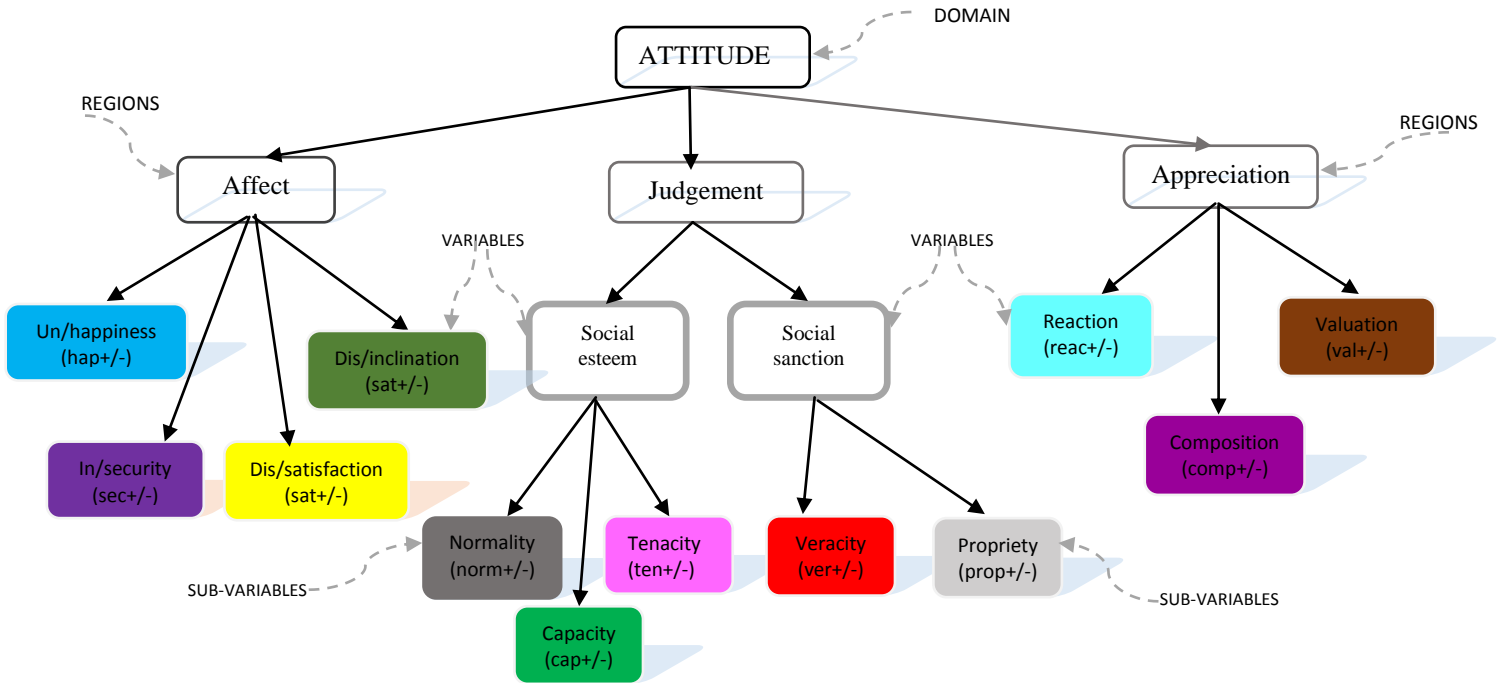 DOMAIN
ATTITUDE
REGIONS
REGIONS
Affect
Judgement
Appreciation
VARIABLES
VARIABLES
Un/happiness
(hap+/-)
Dis/inclination
(sat+/-)
Social
esteem
Social
sanction
Reaction
(reac+/-)
Valuation
(val+/-)
In/security
(sec+/-)
Dis/satisfaction
(sat+/-)
Composition
(comp+/-)
Normality
(norm+/-)
Tenacity
(ten+/-)
Veracity
(ver+/-)
Propriety
(prop+/-)
SUB-VARIABLES
SUB-VARIABLES
Capacity
(cap+/-)